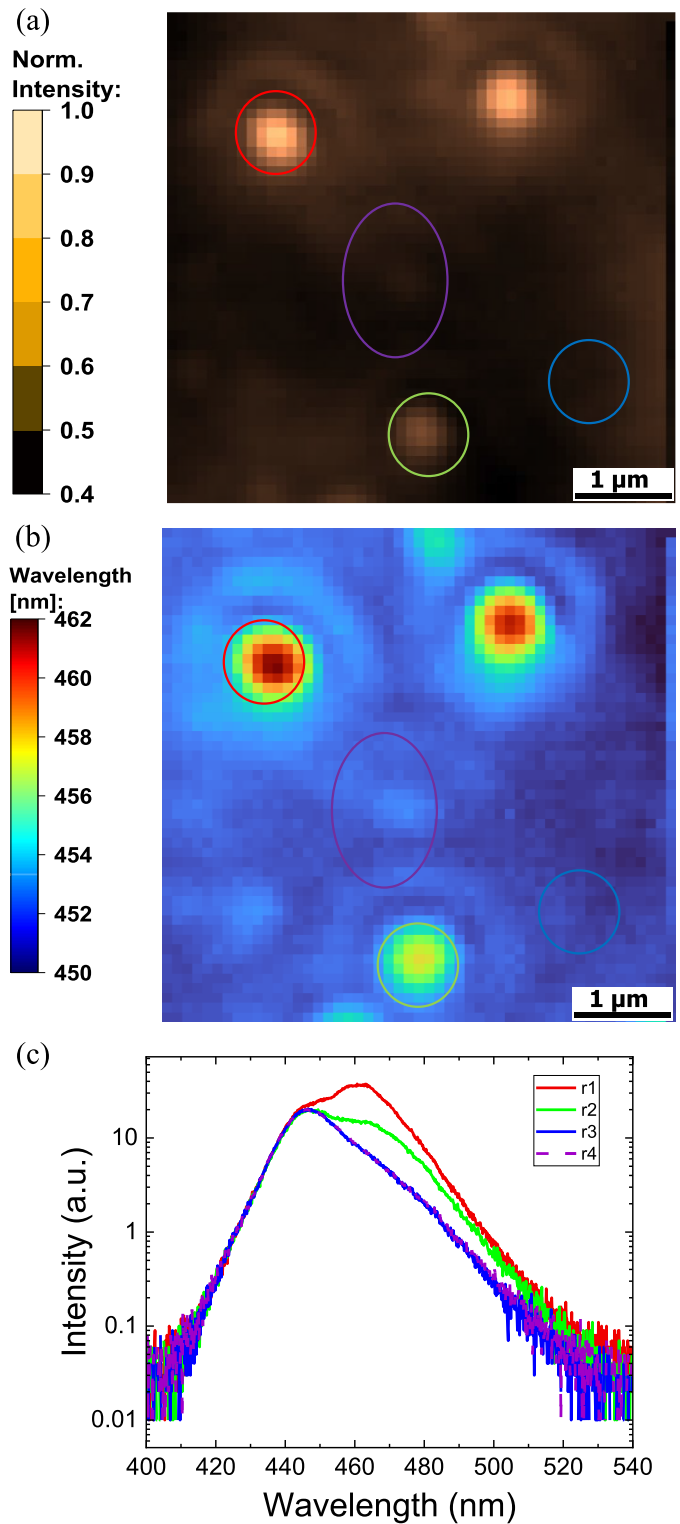 (a)
Norm.
Intensity:
1.0
0.9
0.8
0.7
0.6
0.5
0.4
1 µm
(b)
Wavelength
[nm]:
462
460
458
456
454
452
450
1 µm
(c)
Intensity (a.u.)
10
1
0.1
0.01
r1
r2
r3
r4
400 420 440 460 480 500 520 540
Wavelength (nm)